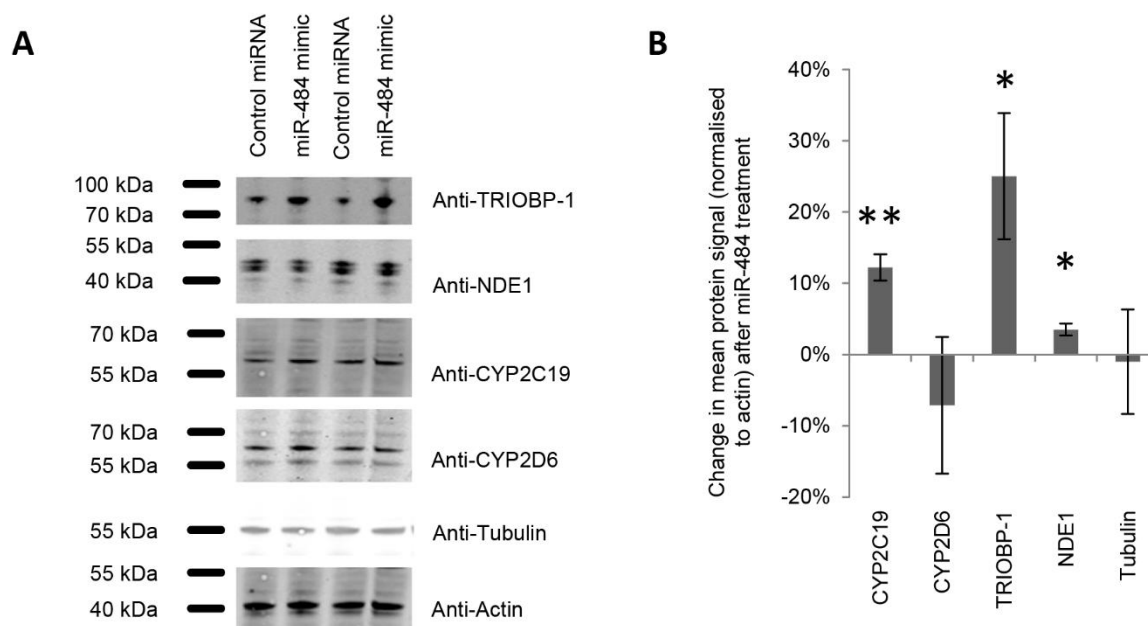 A
Control miRNA
miR-484 mimic
Control miRNA
miR-484 mimic
100 kDa
70 kDa
Anti-TRIOBP-1
55 kDa
40 kDa
Anti-NDE1
70 kDa
55 kDa
Anti-CYP2C19
70 kDa
55 kDa
Anti-CYP2D6
55 kDa
Anti-Tubulin
55 kDa
40 kDa
Anti-Actin
B
Change in mean protein signal (normalised
to actin) after miR-484 treatment
40%
30%
20%
10%
0%
-10%
-20%
**
*
*
CYP2C19
CYP2D6
TRIOBP-1
NDE1
Tubulin